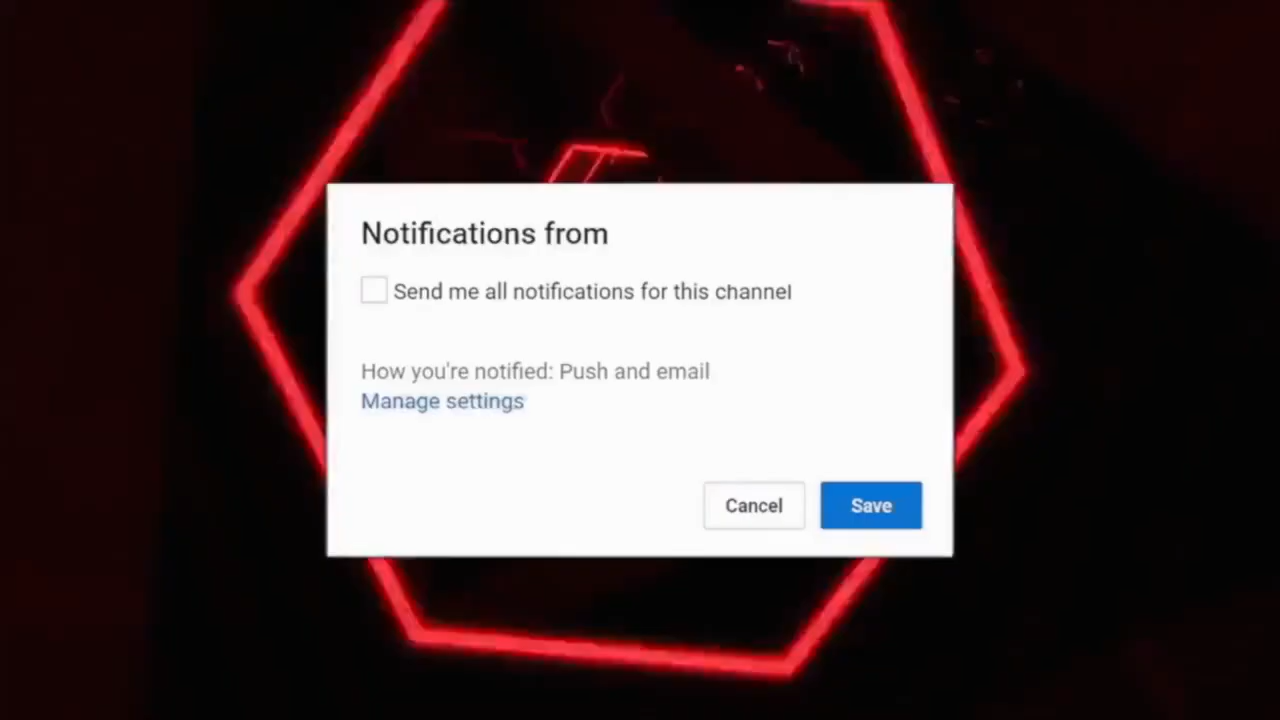 Notifications from
Send me all notifications for this channel
How you're notified: Push and email
Manage settings
Cancel
Save